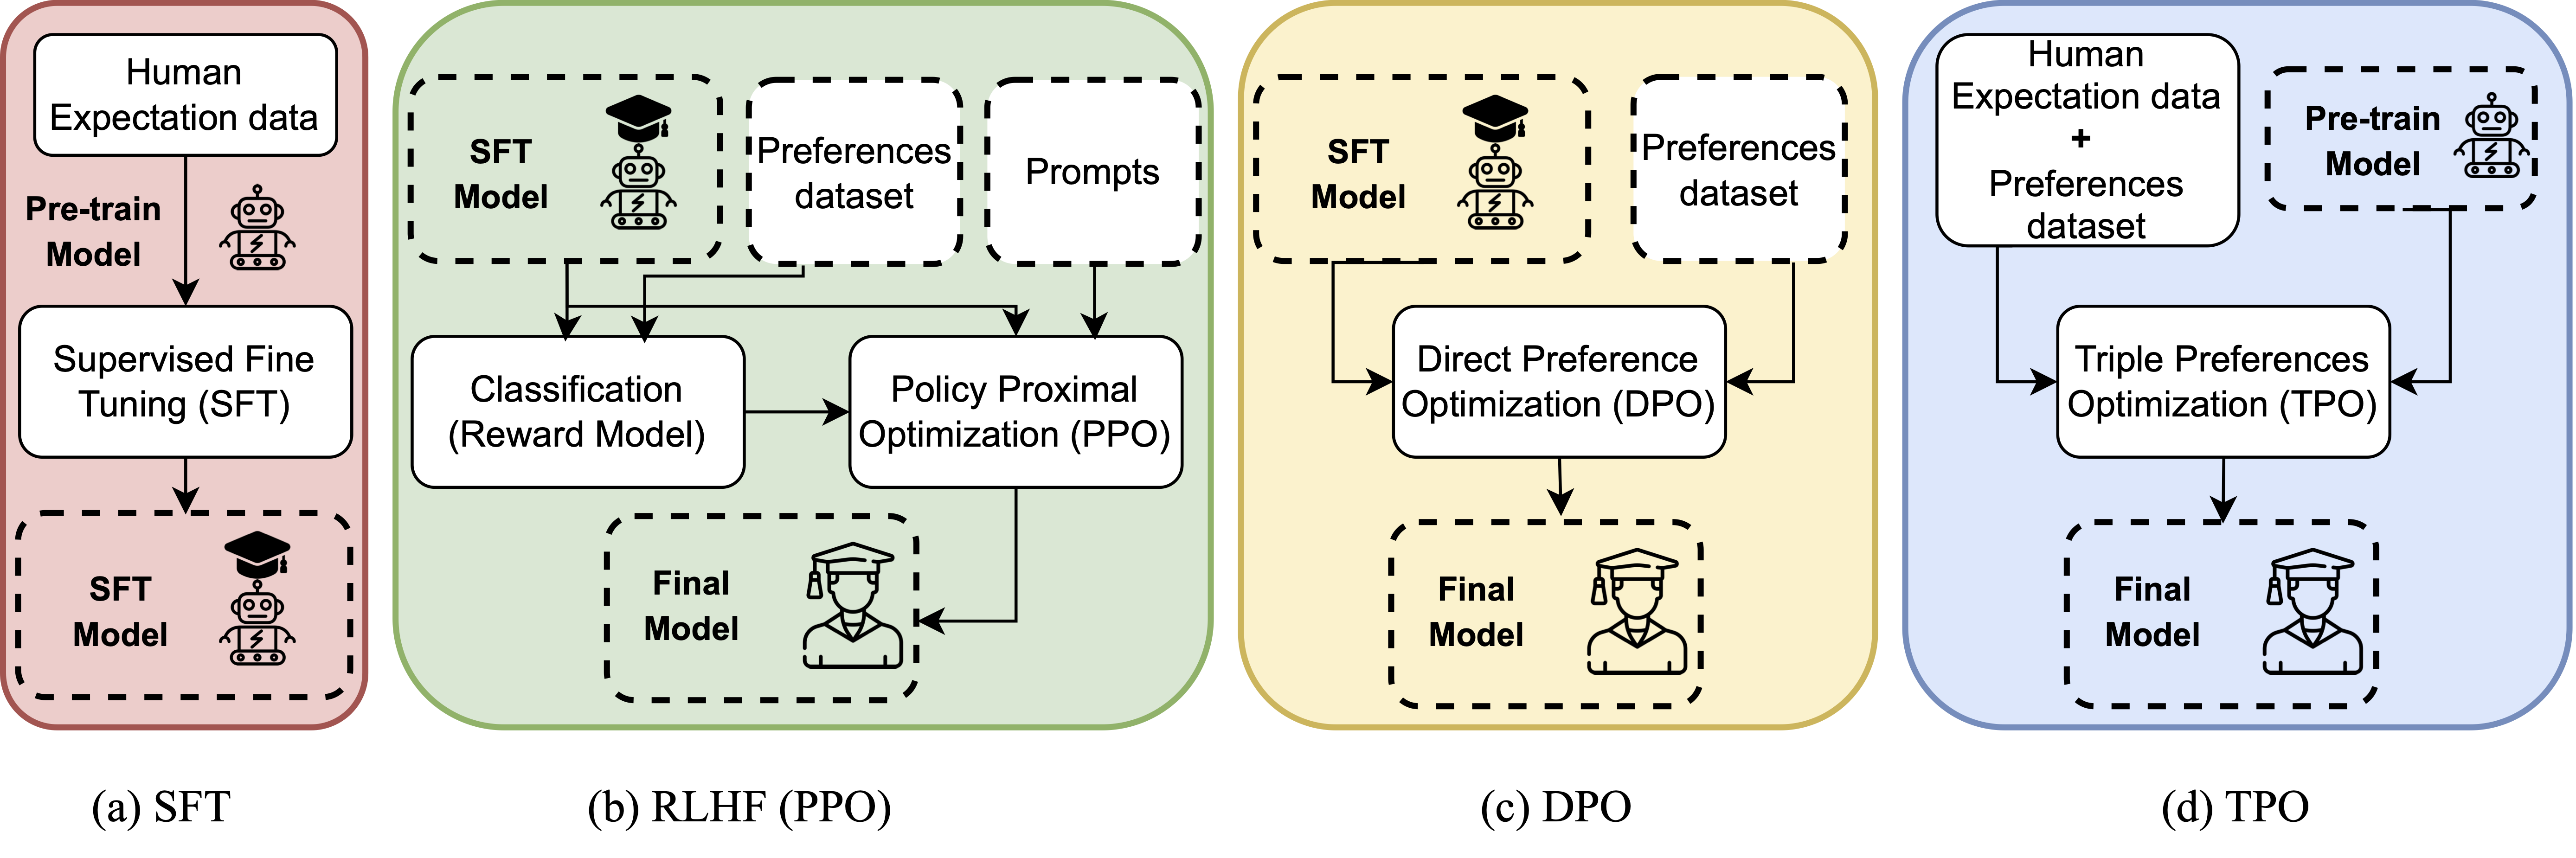 Human
Expectation data
Pre-train
Model
Supervised Fine
Tuning (SFT)
SFT
Model
(a) SFT
SFT
Model
Preferences
dataset
Prompts
Classification
(Reward Model)
Policy Proximal
Optimization (PPO)
Final
Model
(b) RLHF (PPO)
SFT
Model
Preferences
dataset
Direct Preference
Optimization (DPO)
Final
Model
(c) DPO
Human
Expectation data
+
Preferences
dataset
Pre-train
Model
Triple Preferences
Optimization (TPO)
Final
Model
(d) TPO